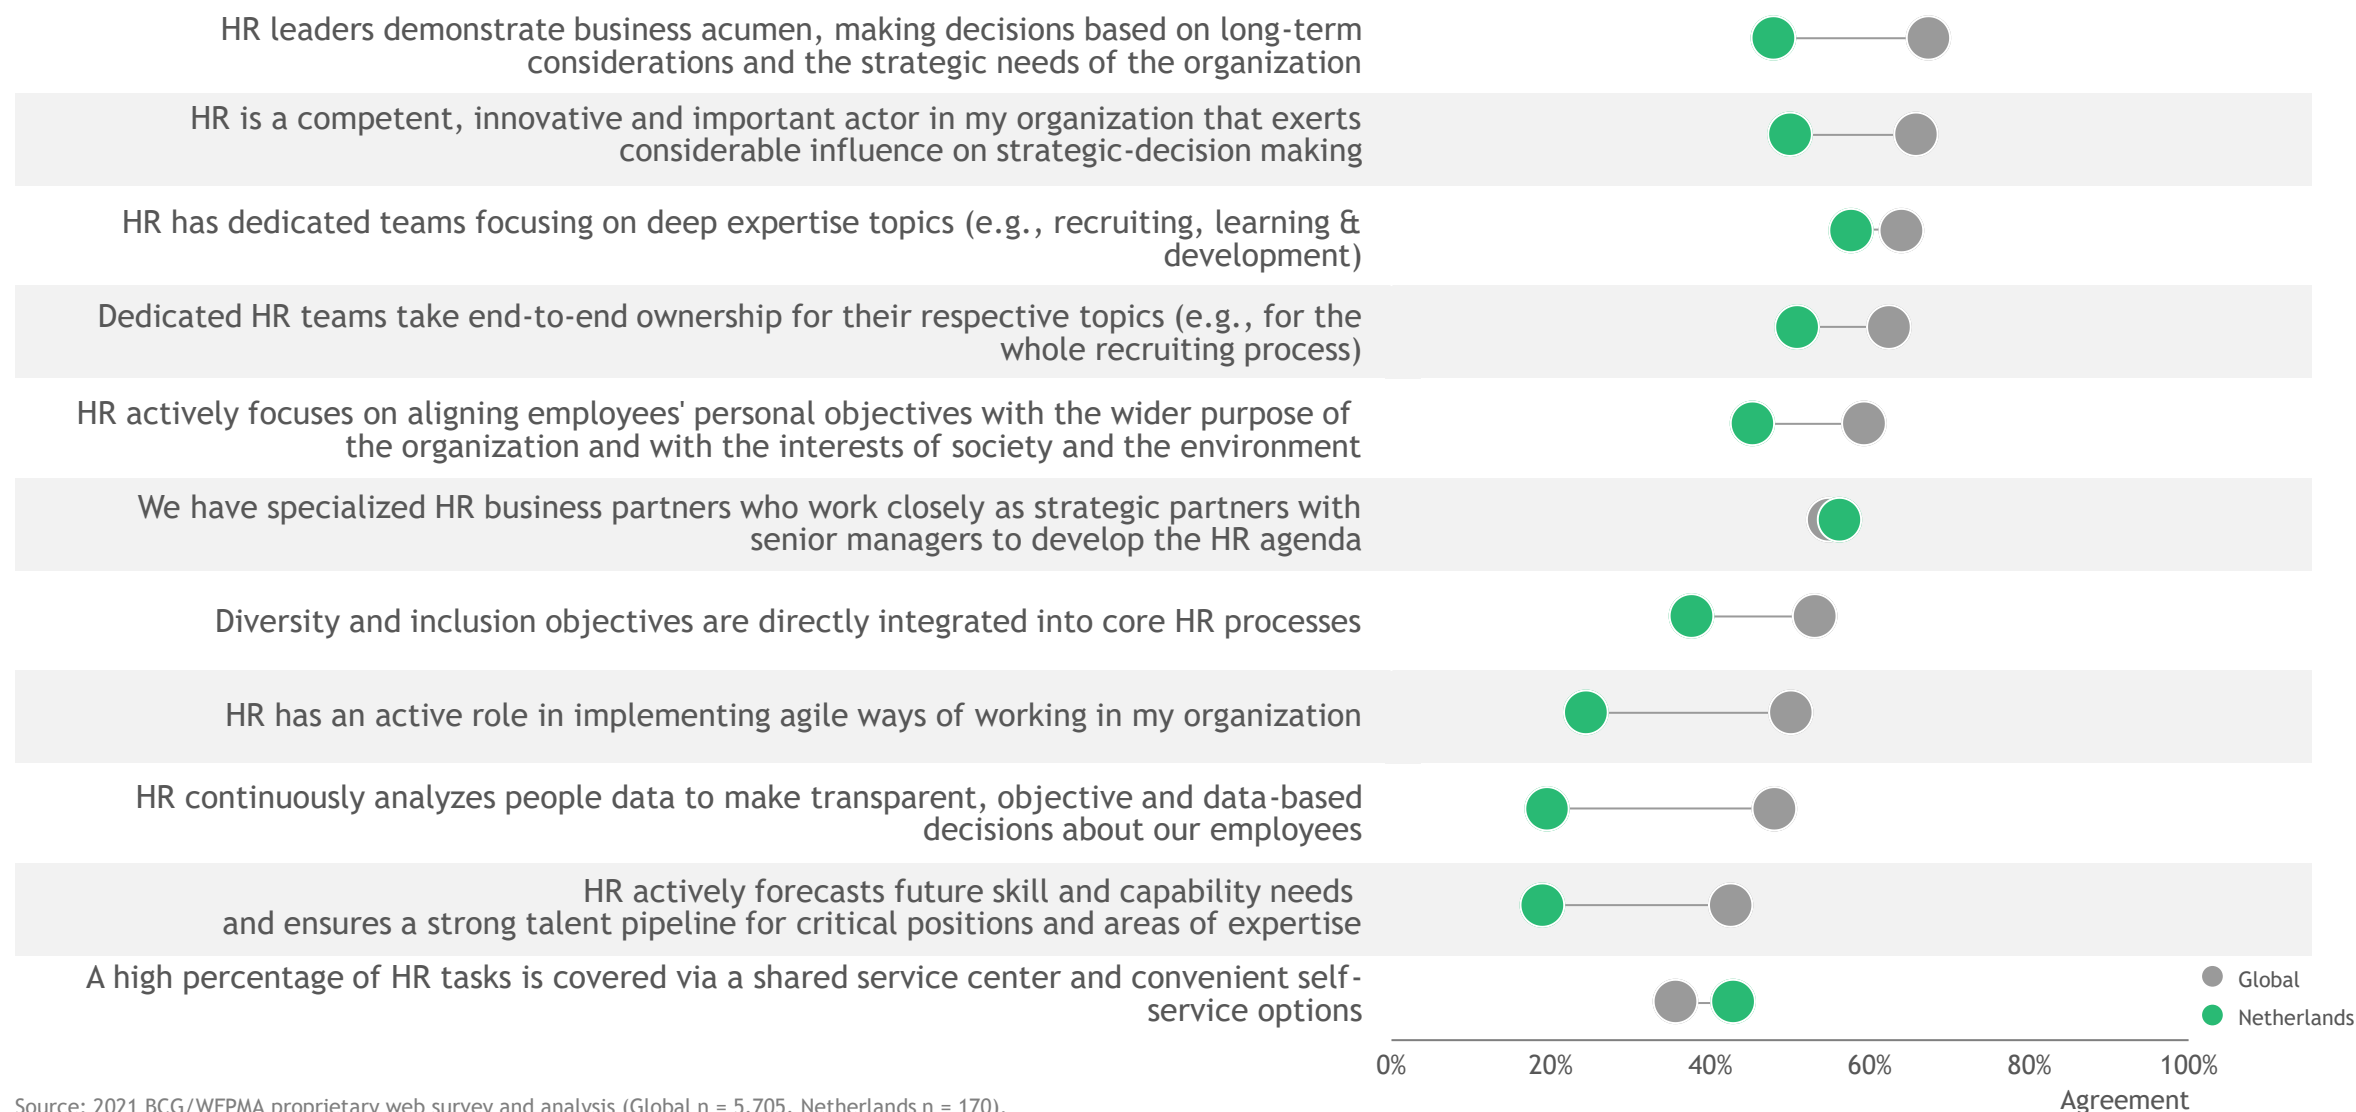 HR leaders demonstrate business acumen, making decisions based on long-term
considerations and the strategic needs of the organization
HR is a competent, innovative and important actor in my organization that exerts
considerable influence on strategic-decision making
HR has dedicated teams focusing on deep expertise topics (e.g., recruiting, learning &
development)
Dedicated HR teams take end-to-end ownership for their respective topics (e.g., for the
whole recruiting process)
HR actively focuses on aligning employees' personal objectives with the wider purpose of
the organization and with the interests of society and the environment
We have specialized HR business partners who work closely as strategic partners with
senior managers to develop the HR agenda
Diversity and inclusion objectives are directly integrated into core HR processes
HR has an active role in implementing agile ways of working in my organization
HR continuously analyzes people data to make transparent, objective and data-based
decisions about our employees
HR actively forecasts future skill and capability needs
and ensures a strong talent pipeline for critical positions and areas of expertise
A high percentage of HR tasks is covered via a shared service center and convenient self-
service options
Global
Netherlands
0% 20% 40% 60% 80% 100%
Agreement
Source: 2021 BCG/WFPMA proprietary web survey and analysis (Global n = 5,705, Netherlands n = 170).